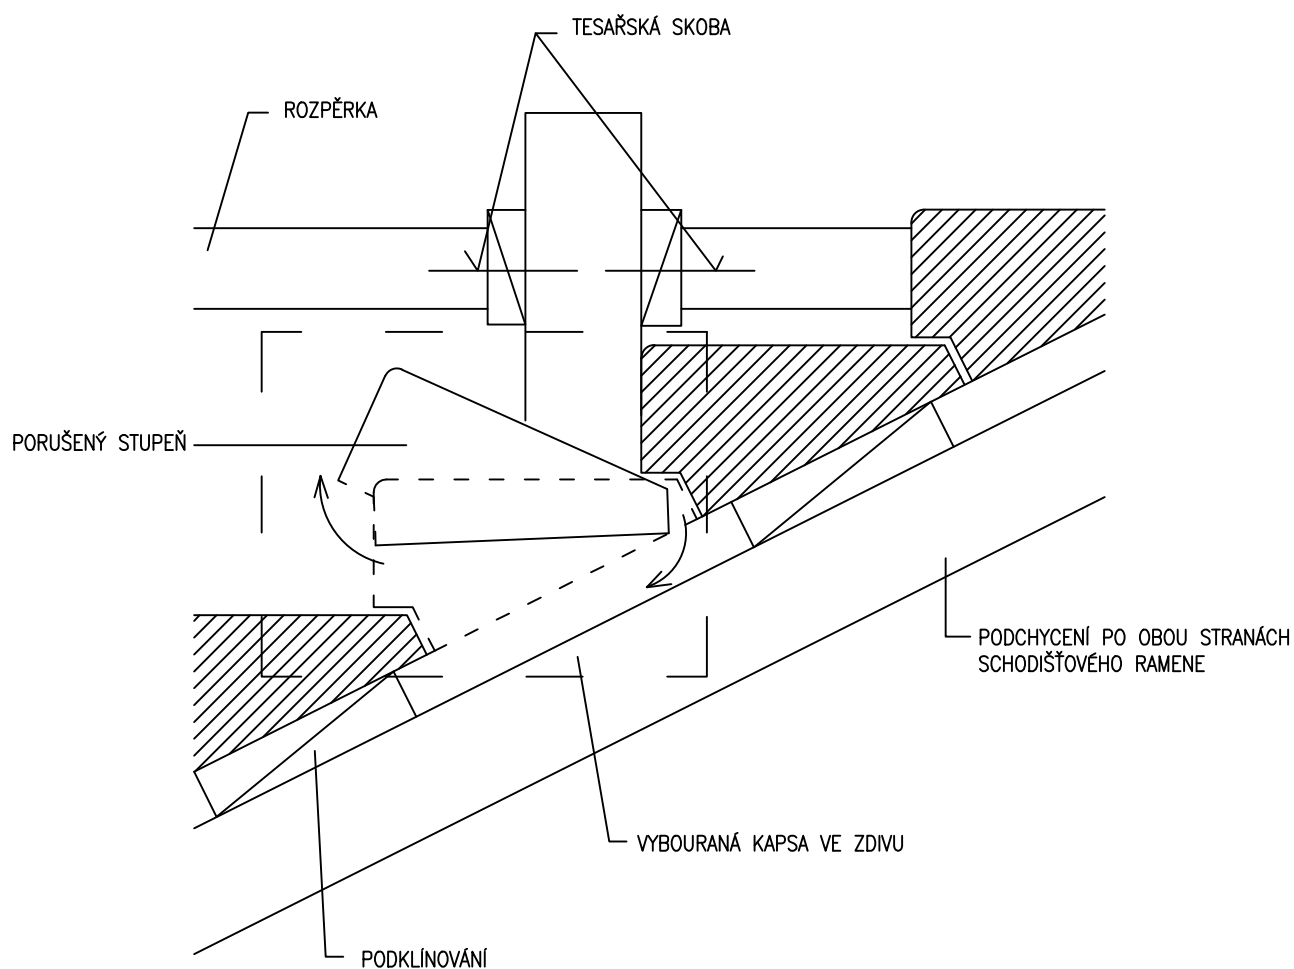 TESAŘSKÁ SKOBA
ROZPĚRKA
PORUŠENÝ STUPEŇ
PODCHYCENÍ PO OBOU STRANÁCH
SCHODIŠŤOVÉHO RAMENE
VYBOURANÁ KAPSA VE ZDIVU
PODKLÍNOVÁNÍ